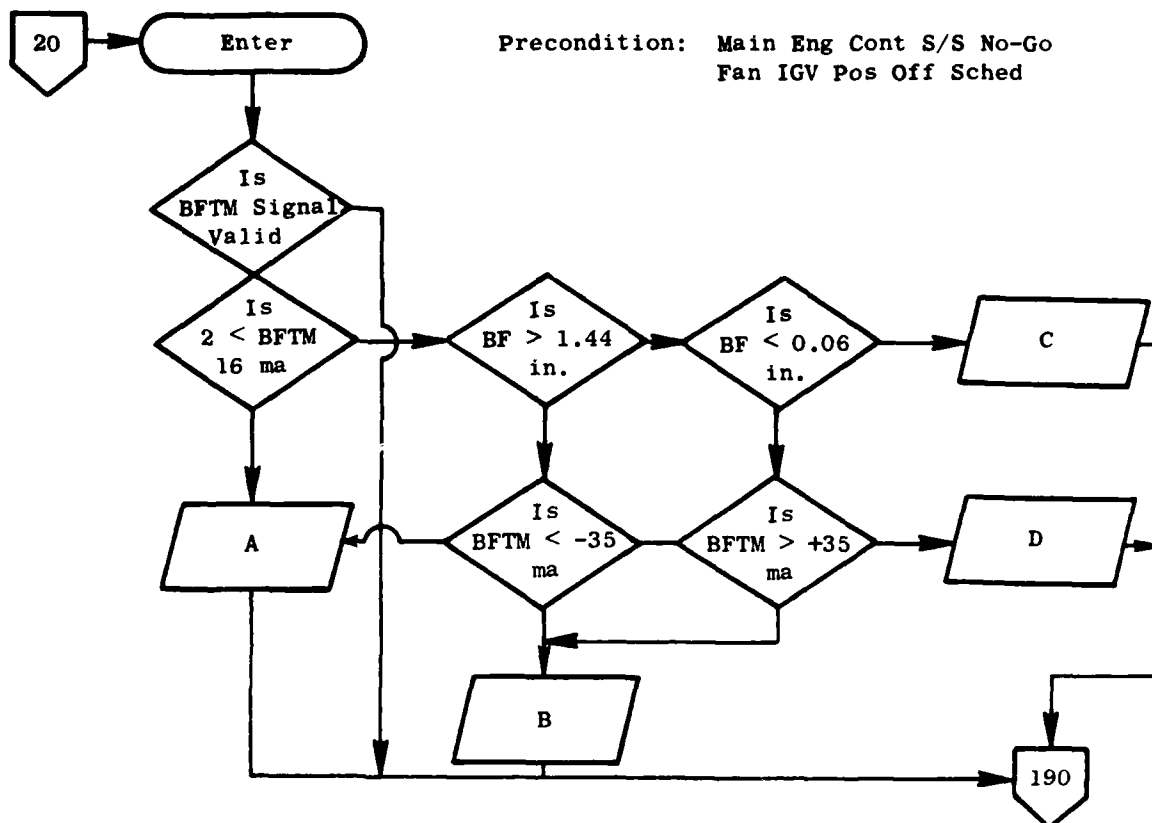 20
Enter
Precondition: Main Eng Cont S/S No-Go
Fan IGV Pos Off Sched
Is
BFTM Signal
Valid
Is
2 < BFTM
16 ma
Is
BF > 1.44
in.
Is
BF < 0.06
in.
C
A
Is
BFTM < -35
ma
Is
BFTM > +35
ma
D
B
190